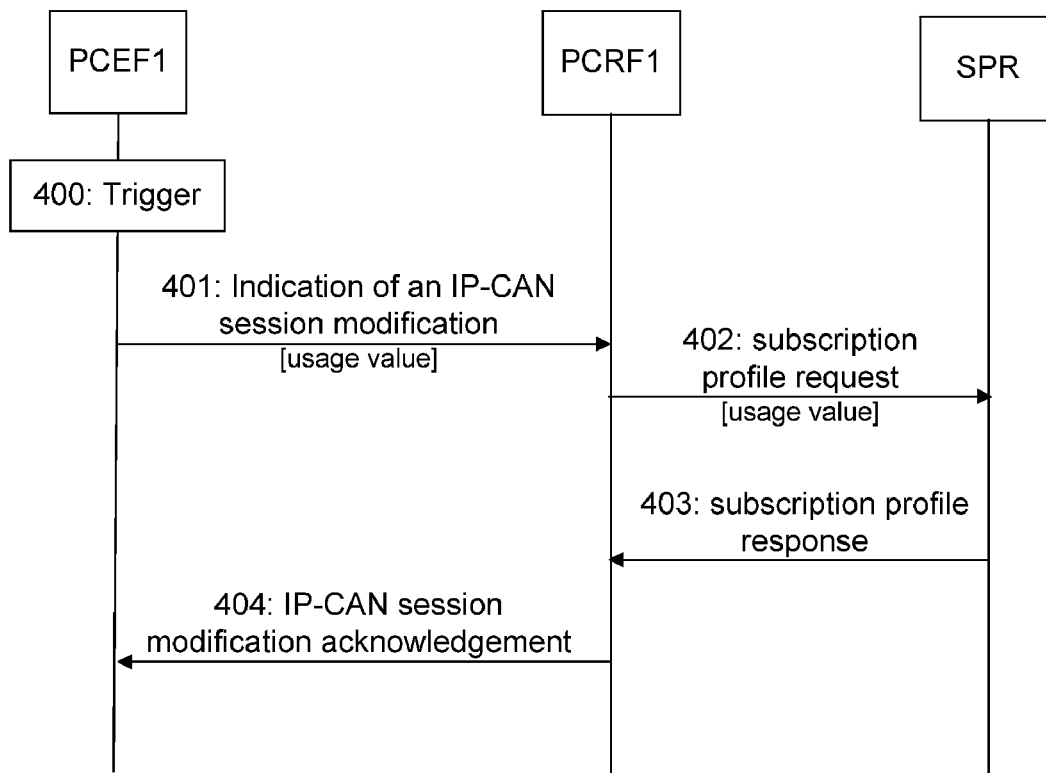 PCEF1
PCRF1
SPR
400: Trigger
401: Indication of an IP-CAN
session modification
[usage value]
402: subscription
profile request
[usage value]
403: subscription profile
response
404: IP-CAN session
modification acknowledgement